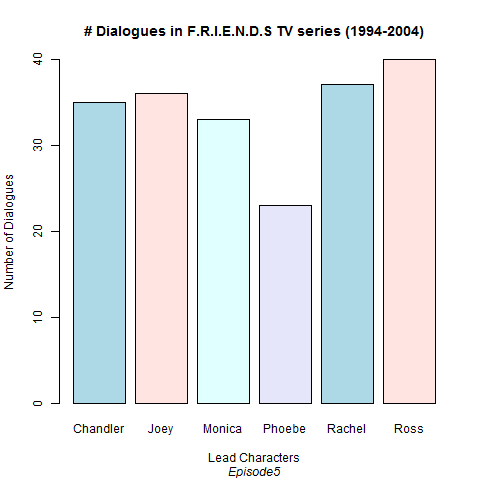 # Dialogues in F.R.I.E.N.D.S TV series (1994-2004)
Number of Dialogues
40
30
20
10
0
Chandler Joey Monica Phoebe Rachel Ross
Lead Characters
Episode5